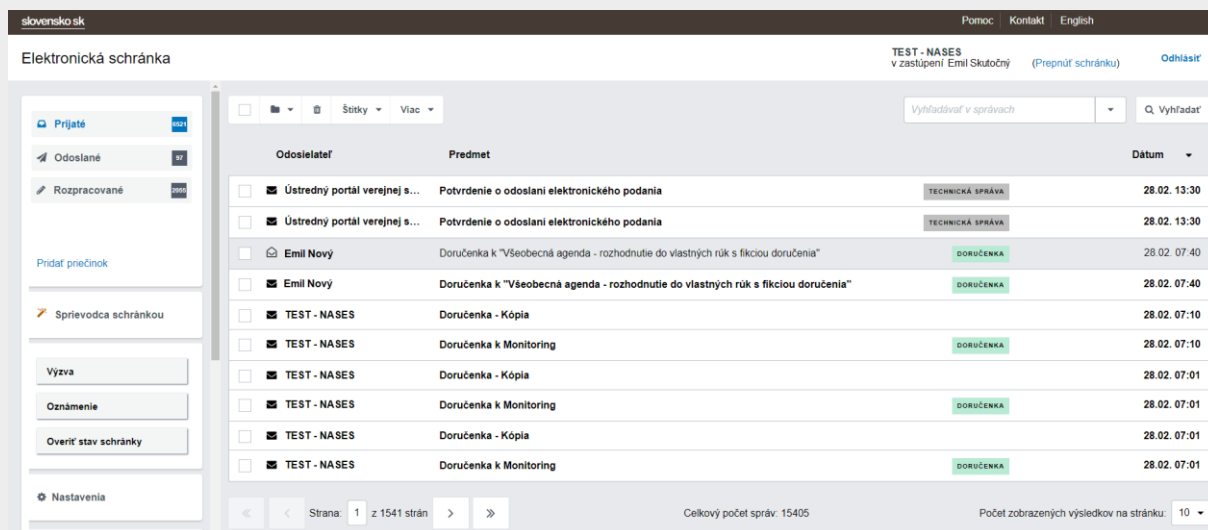 slovensko sk Pomoc Kontakt English
Elektronická schránka
TEST - NASES
v zastúpení Emil Skutočný (Prepnúť schránku) Odhlásiť
Prijaté 6521
Odoslané 97
Rozpracované 2055
Pridať priečinok
Sprievodca schránkou
Výzva
Oznámenie
Overiť stav schránky
Nastavenia
Štítky Viac Vyhľadávať v správach Vyhľadať
Odosielateľ Predmet Dátum
Ústredný portál verejnej s... Potvrdenie o odoslaní elektronického podania TECHNICKÁ SPRÁVA 28.02. 13:30
Ústredný portál verejnej s... Potvrdenie o odoslaní elektronického podania TECHNICKÁ SPRÁVA 28.02. 13:30
Emil Nový Doručenka k "Všeobecná agenda - rozhodnutie do vlastných rúk s fikciou doručenia" DORUČENKA 28.02. 07:40
Emil Nový Doručenka k "Všeobecná agenda - rozhodnutie do vlastných rúk s fikciou doručenia" DORUČENKA 28.02. 07:40
TEST - NASES Doručenka - Kópia 28.02. 07:10
TEST - NASES Doručenka k Monitoring DORUČENKA 28.02. 07:10
TEST - NASES Doručenka - Kópia 28.02. 07:01
TEST - NASES Doručenka k Monitoring DORUČENKA 28.02. 07:01
TEST - NASES Doručenka - Kópia 28.02. 07:01
TEST - NASES Doručenka k Monitoring DORUČENKA 28.02. 07:01
Strana: 1 z 1541 strán Celkový počet správ: 15405 Počet zobrazených výsledkov na stránku: 10